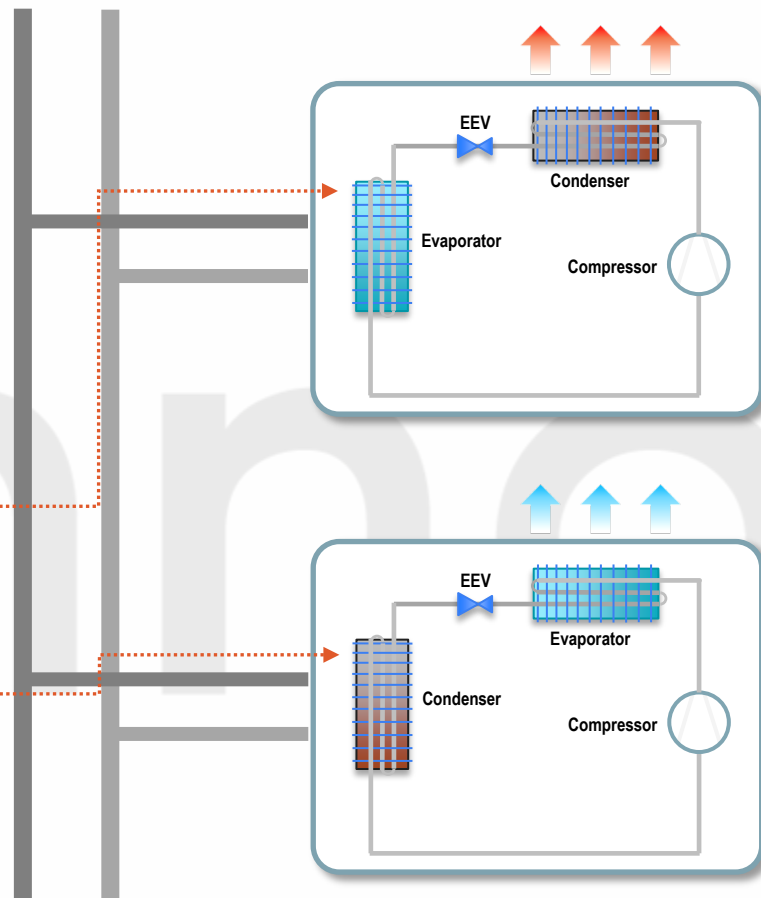 EEV
Condenser
Evaporator
Compressor
EEV
Evaporator
Condenser
Compressor